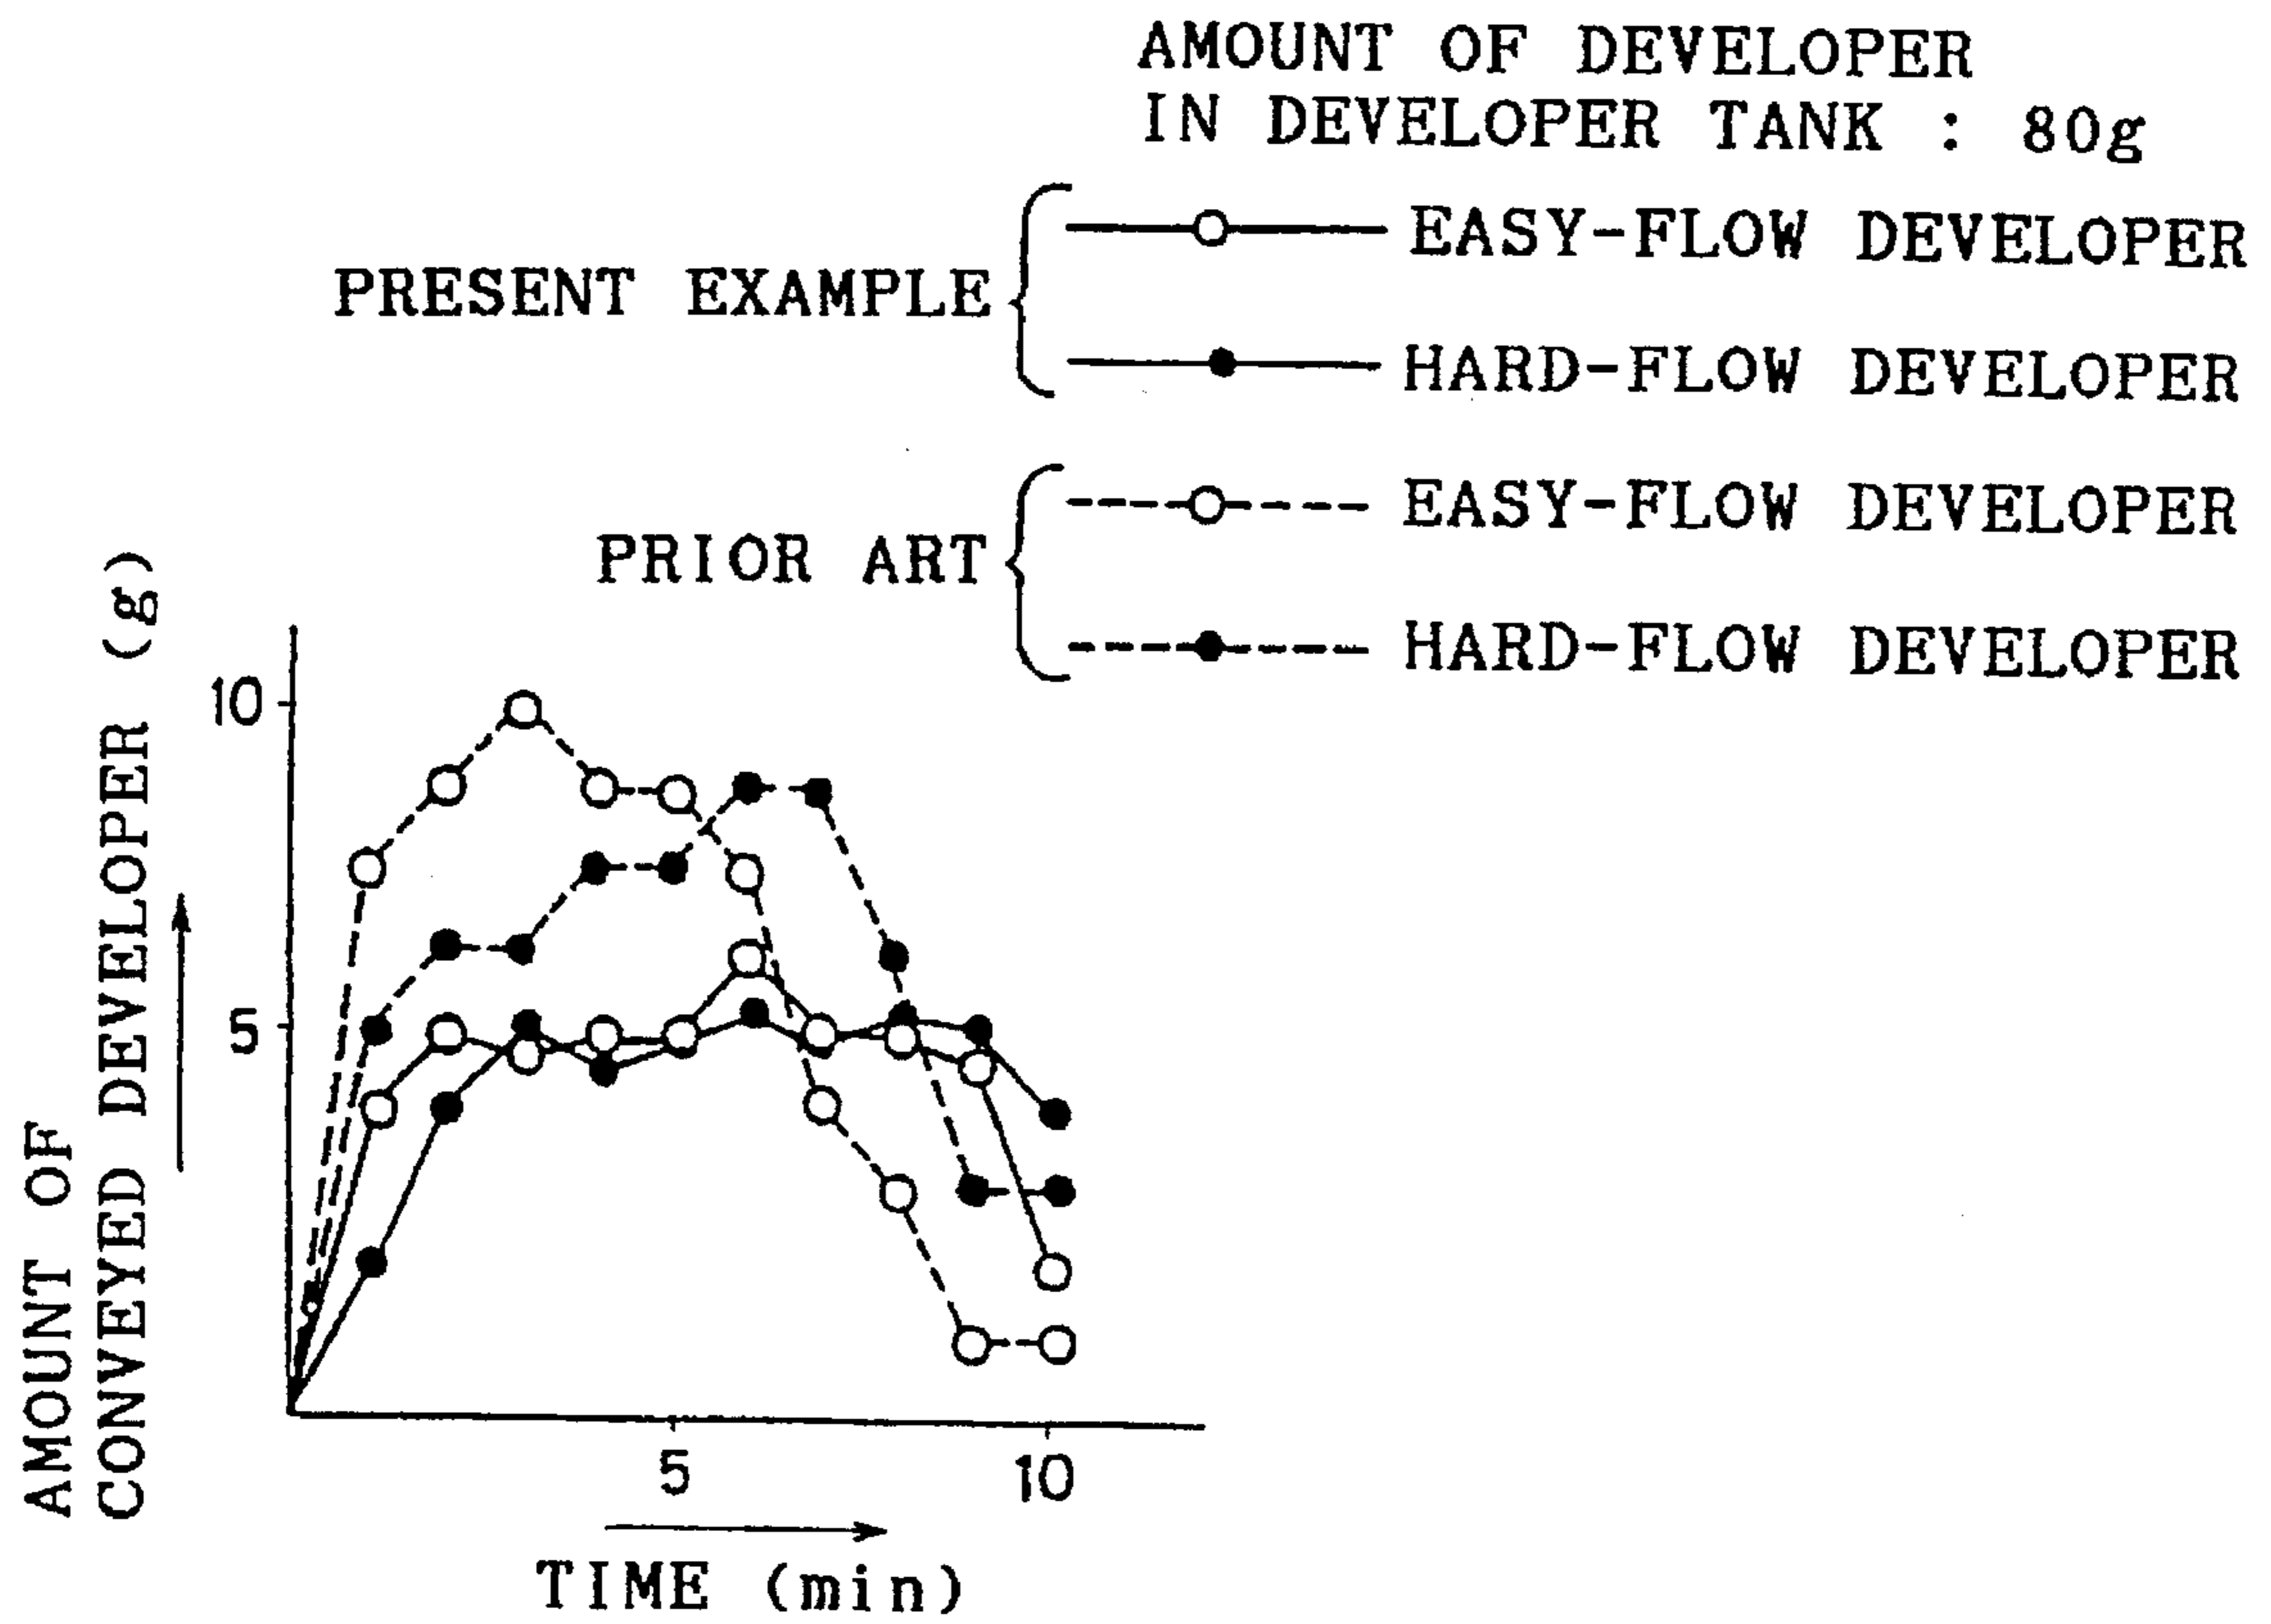 AMOUNT OF DEVELOPER
IN DEVELOPER TANK : 80g
PRESENT EXAMPLE
EASY-FLOW DEVELOPER
HARD-FLOW DEVELOPER
PRIOR ART
EASY-FLOW DEVELOPER
HARD-FLOW DEVELOPER
AMOUNT OF
CONVEYED DEVELOPER (g)
10
5
5
10
TIME (min)